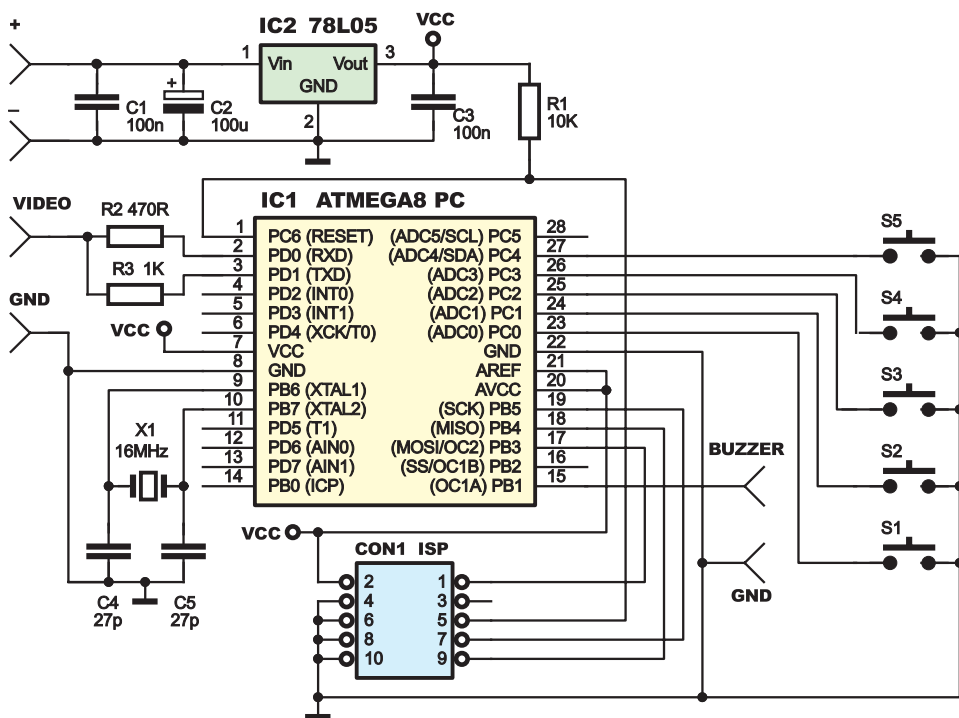 +
IC2 78L05
VCC
1 Vin Vout 3
GND
2
–
+
C1
100n
C2
100u
C3
100n
R1
10K
IC1 ATMEGA8 PC
VIDEO
R2 470R
R3 1K
GND
VCC
1 PC6 (RESET) (ADC5/SCL) PC5 28
2 PD0 (RXD) (ADC4/SDA) PC4 27
3 PD1 (TXD) (ADC3) PC3 26
4 PD2 (INT0) (ADC2) PC2 25
5 PD3 (INT1) (ADC1) PC1 24
6 PD4 (XCK/T0) (ADC0) PC0 23
7 VCC GND 22
8 GND AREF 21
9 PB6 (XTAL1) AVCC 20
10 PB7 (XTAL2) (SCK) PB5 19
11 PD5 (T1) (MISO) PB4 18
12 PD6 (AIN0) (MOSI/OC2) PB3 17
13 PD7 (AIN1) (SS/OC1B) PB2 16
14 PB0 (ICP) (OC1A) PB1 15
S5
S4
S3
S2
S1
X1
16MHz
BUZZER
GND
C4
27p
C5
27p
VCC
CON1 ISP
2 1
4 3
6 5
8 7
10 9